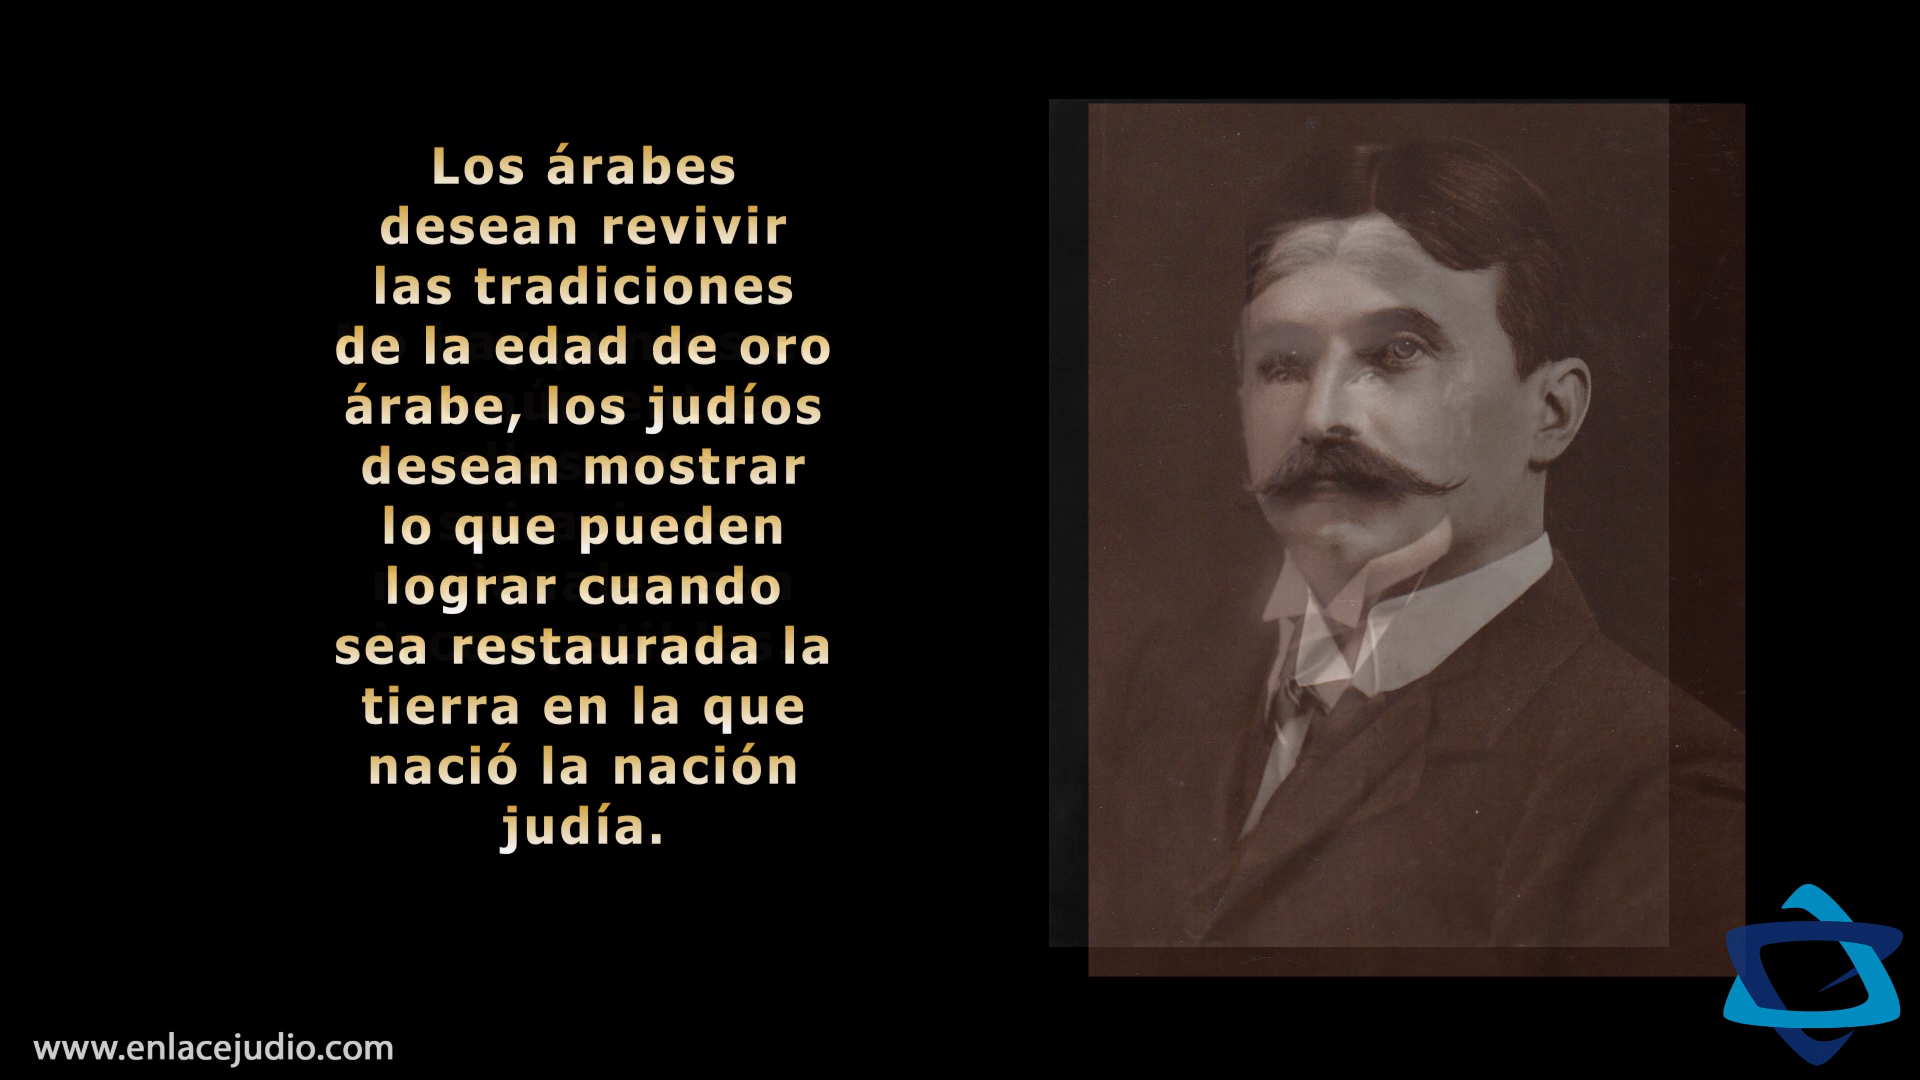 Los árabes
desean revivir
las tradiciones
de la edad de oro
árabe, los judíos
desean mostrar
lo que pueden
lograr cuando
sea restaurada la
tierra en la que
nació la nación
judía.
www.enlacejudio.com